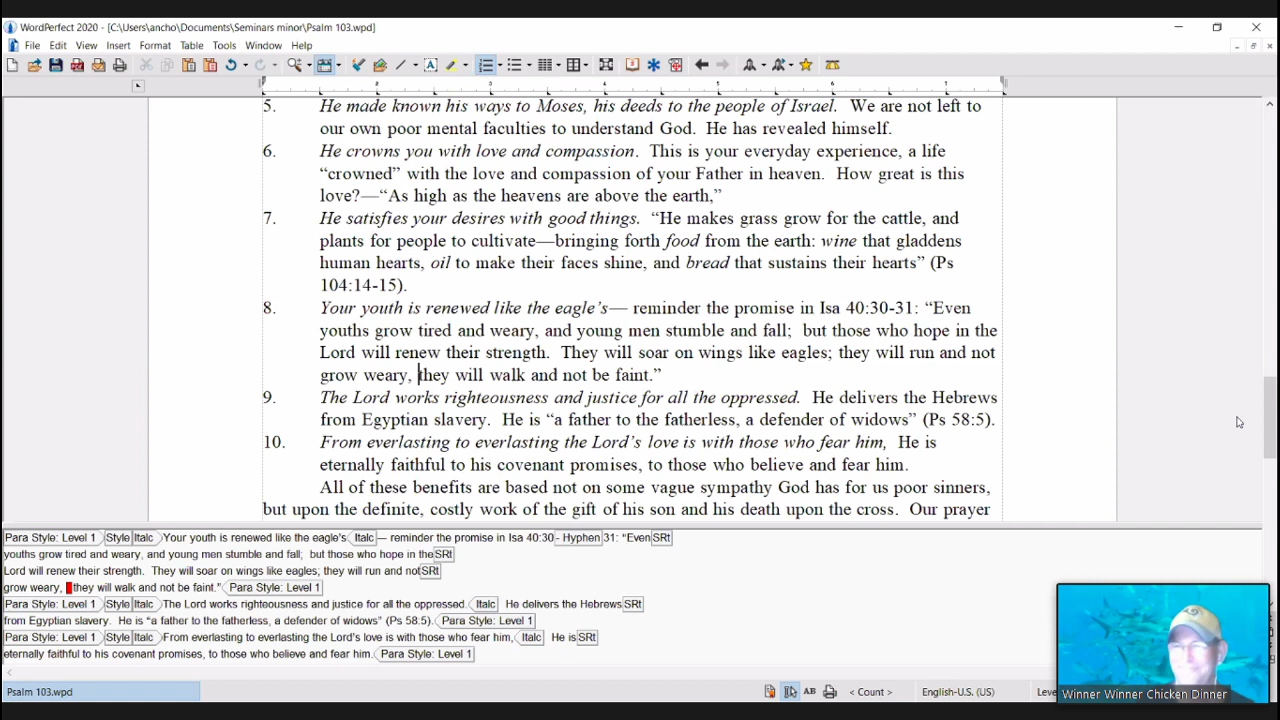 WordPerfect 2020 - [C:\Users\ancho\Documents\Seminars minor\Psalm 103.wpd]
File Edit View Insert Format Table Tools Window Help
5. He made known his ways to Moses, his deeds to the people of Israel. We are not left to
our own poor mental faculties to understand God. He has revealed himself.
6. He crowns you with love and compassion. This is your everyday experience, a life
“crowned” with the love and compassion of your Father in heaven. How great is this
love?—“As high as the heavens are above the earth,”
7. He satisfies your desires with good things. “He makes grass grow for the cattle, and
plants for people to cultivate—bringing forth food from the earth: wine that gladdens
human hearts, oil to make their faces shine, and bread that sustains their hearts” (Ps
104:14-15).
8. Your youth is renewed like the eagle’s— reminder the promise in Isa 40:30-31: “Even
youths grow tired and weary, and young men stumble and fall; but those who hope in the
Lord will renew their strength. They will soar on wings like eagles; they will run and not
grow weary, they will walk and not be faint.”
9. The Lord works righteousness and justice for all the oppressed. He delivers the Hebrews
from Egyptian slavery. He is “a father to the fatherless, a defender of widows” (Ps 58:5).
10. From everlasting to everlasting the Lord’s love is with those who fear him, He is
eternally faithful to his covenant promises, to those who believe and fear him.
All of these benefits are based not on some vague sympathy God has for us poor sinners,
but upon the definite, costly work of the gift of his son and his death upon the cross. Our prayer
Para Style: Level 1 Style Italc Your youth is renewed like the eagle’s Italc — reminder the promise in Isa 40:30 - Hyphen 31: “Even SRt
youths grow tired and weary, and young men stumble and fall; but those who hope in the SRt
Lord will renew their strength. They will soar on wings like eagles; they will run and not SRt
grow weary, they will walk and not be faint.” Para Style: Level 1
Para Style: Level 1 Style Italc The Lord works righteousness and justice for all the oppressed. Italc He delivers the Hebrews SRt
from Egyptian slavery. He is “a father to the fatherless, a defender of widows” (Ps 58:5). Para Style: Level 1
Para Style: Level 1 Style Italc From everlasting to everlasting the Lord’s love is with those who fear him, Italc He is SRt
eternally faithful to his covenant promises, to those who believe and fear him. Para Style: Level 1
Psalm 103.wpd AB < Count > English-U.S. (US) Leve
Winner Winner Chicken Dinner